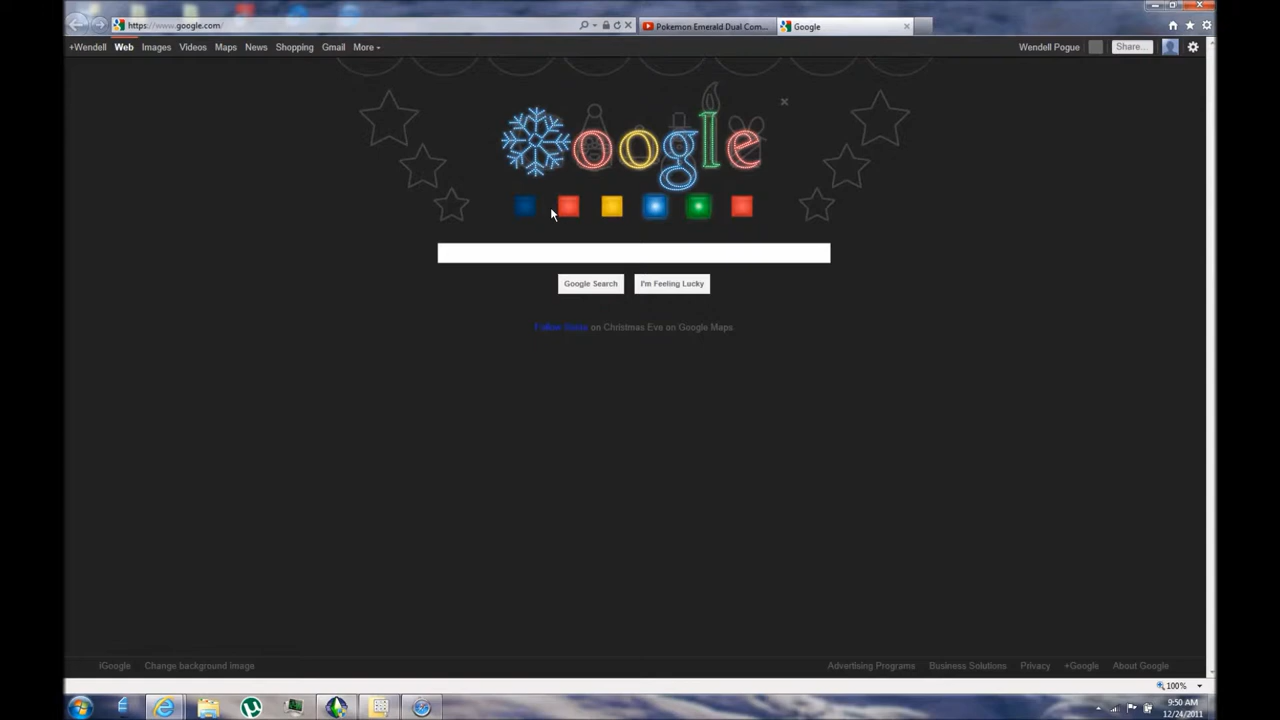 https://www.google.com/
Pokemon Emerald Dual Com...
Google
+Wendell Web Images Videos Maps News Shopping Gmail More
Wendell Pogue Share...
oogle
Google Search I'm Feeling Lucky
on Christmas Eve on Google Maps
iGoogle Change background image
Advertising Programs Business Solutions Privacy +Google About Google
100%
9:50 AM
12/24/2011